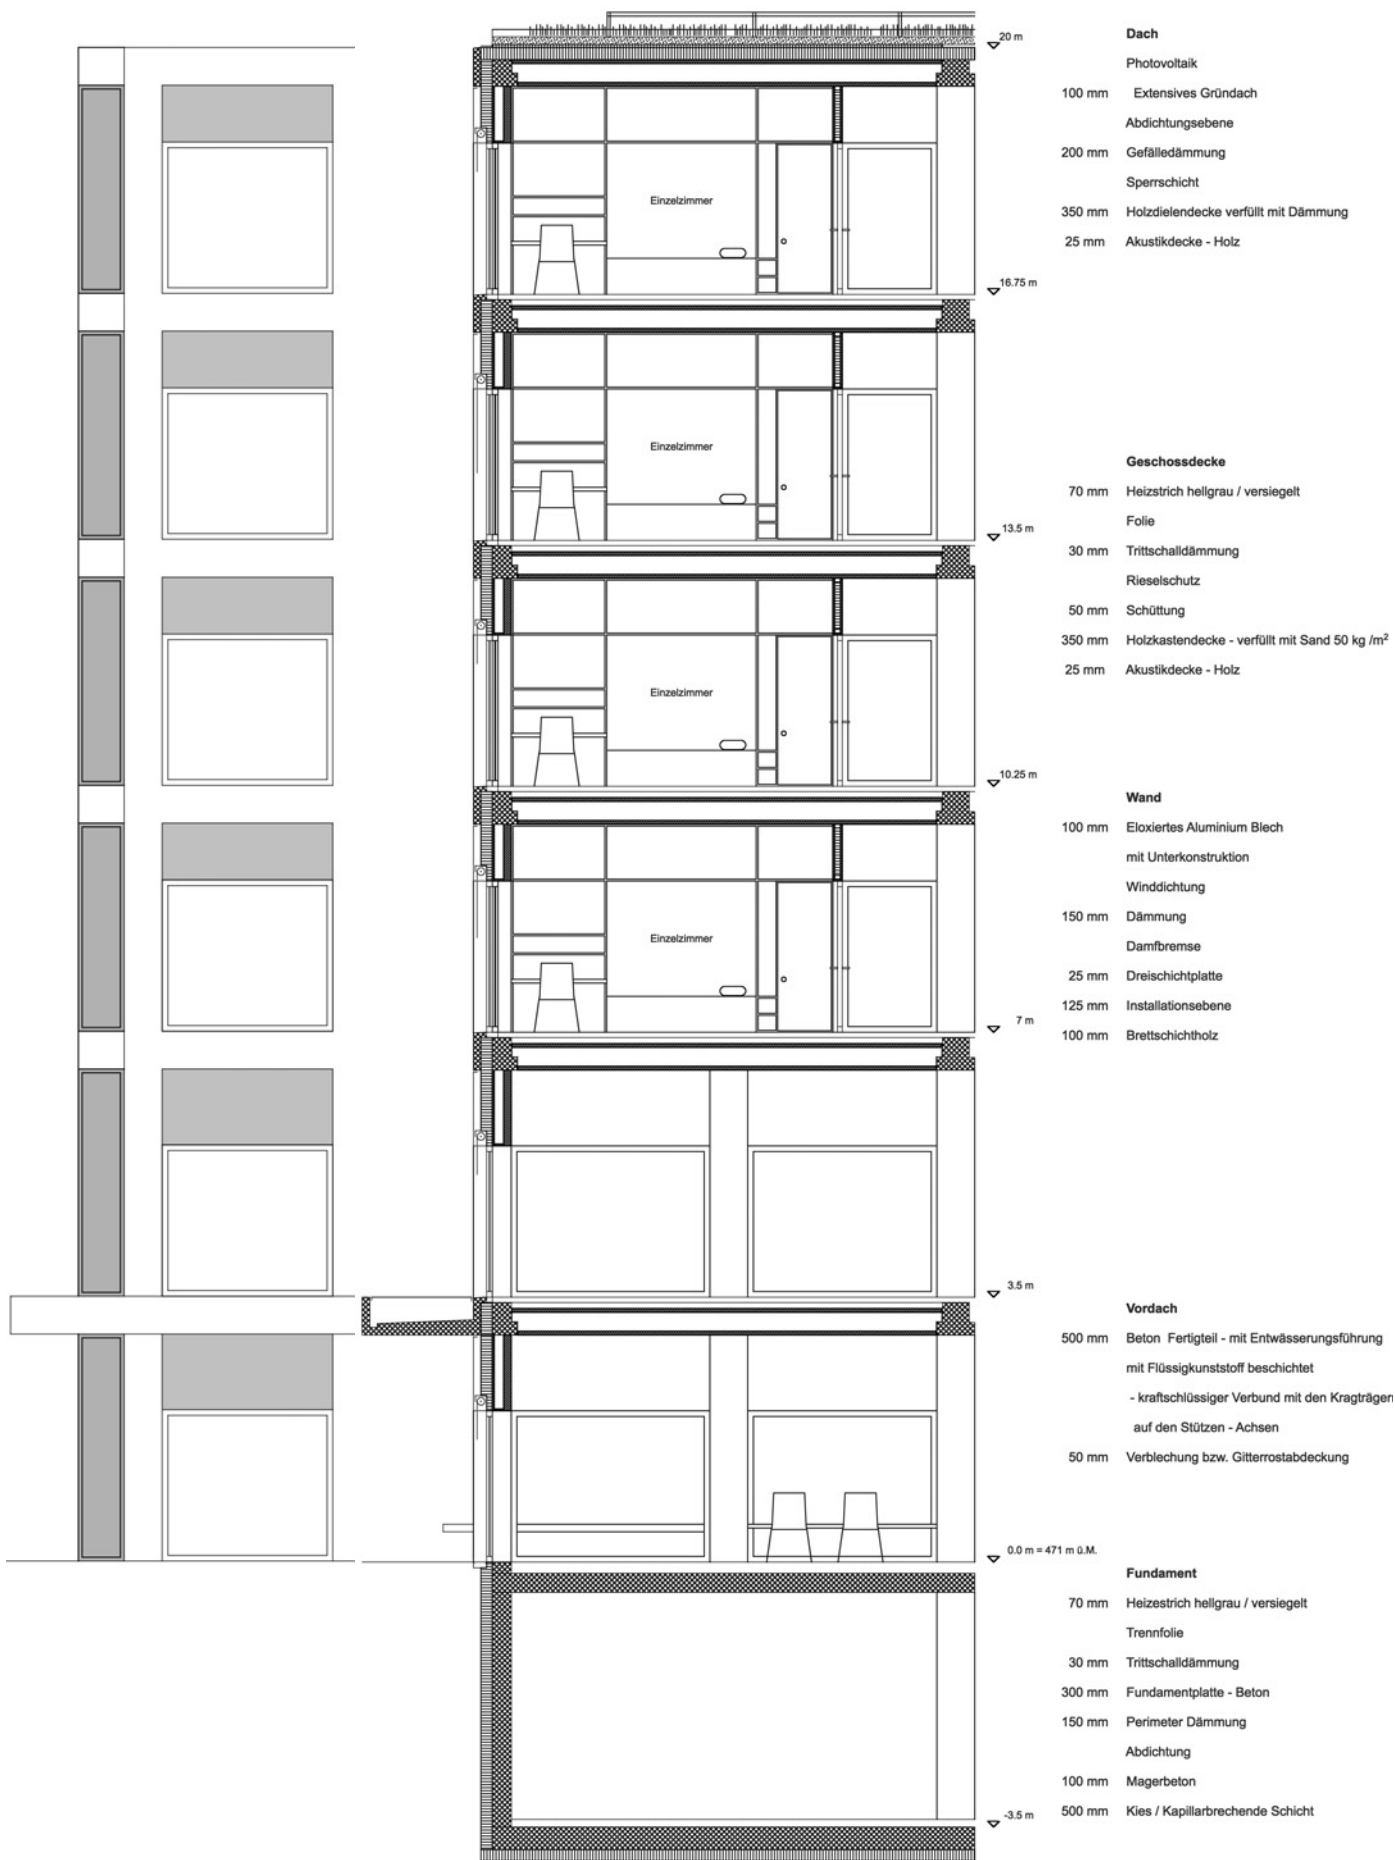 20 m
Dach
Photovoltaik
100 mm Extensives Gründach
Abdichtungsebene
200 mm Gefälledämmung
Sperrschicht
350 mm Holzdielendecke verfüllt mit Dämmung
25 mm Akustikdecke - Holz
Einzelzimmer
16.75 m
Einzelzimmer
13.5 m
Geschossdecke
70 mm Heizstrich hellgrau / versiegelt
Folie
30 mm Trittschalldämmung
Rieselschutz
50 mm Schüttung
350 mm Holzkastendecke - verfüllt mit Sand 50 kg /m²
25 mm Akustikdecke - Holz
Einzelzimmer
10.25 m
Wand
100 mm Eloxiertes Aluminium Blech
mit Unterkonstruktion
Winddichtung
150 mm Dämmung
Damfbremse
25 mm Dreischichtplatte
125 mm Installationsebene
100 mm Brettschichtholz
Einzelzimmer
7 m
3.5 m
Vordach
500 mm Beton Fertigteil - mit Entwässerungsführung
mit Flüssigkunststoff beschichtet
- kraftschlüssiger Verbund mit den Kragträgern
auf den Stützen - Achsen
50 mm Verblechung bzw. Gitterrostabdeckung
0.0 m = 471 m ü.M.
Fundament
70 mm Heizestrich hellgrau / versiegelt
Trennfolie
30 mm Trittschalldämmung
300 mm Fundamentplatte - Beton
150 mm Perimeter Dämmung
Abdichtung
100 mm Magerbeton
500 mm Kies / Kapillarbrechende Schicht
-3.5 m